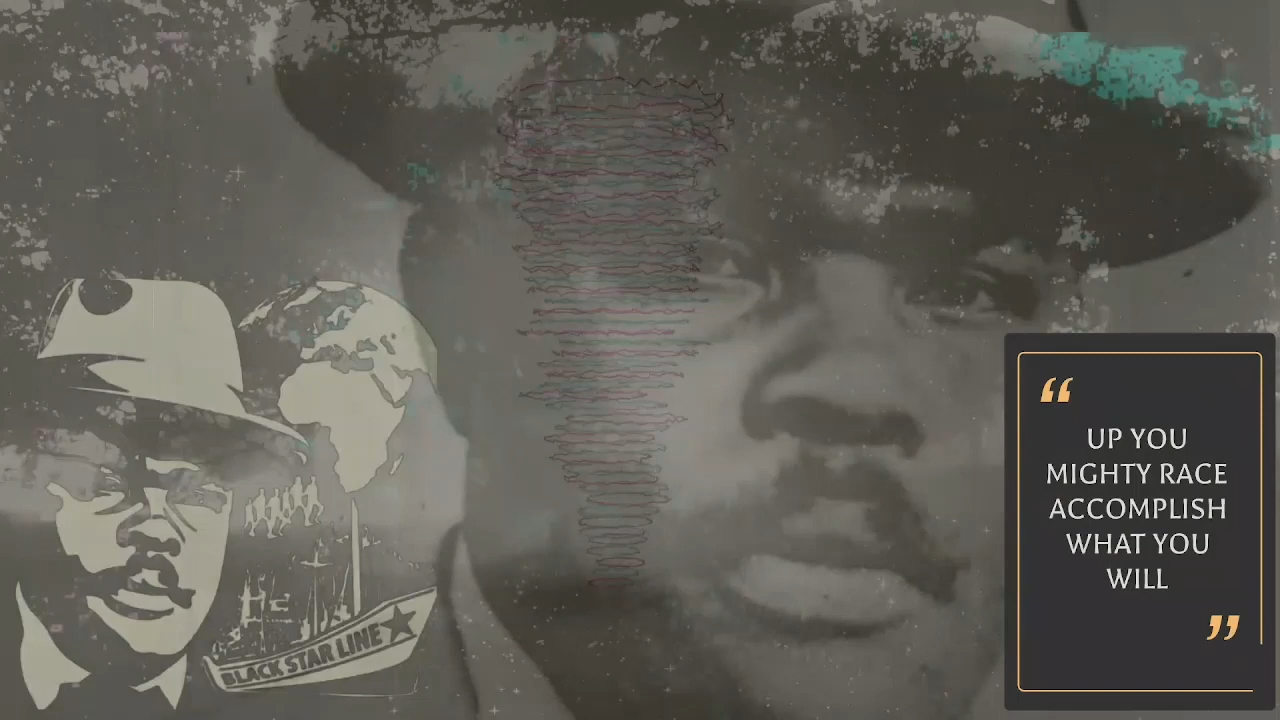 “
UP YOU
MIGHTY RACE
ACCOMPLISH
WHAT YOU
WILL
”
BLACK STAR LINE